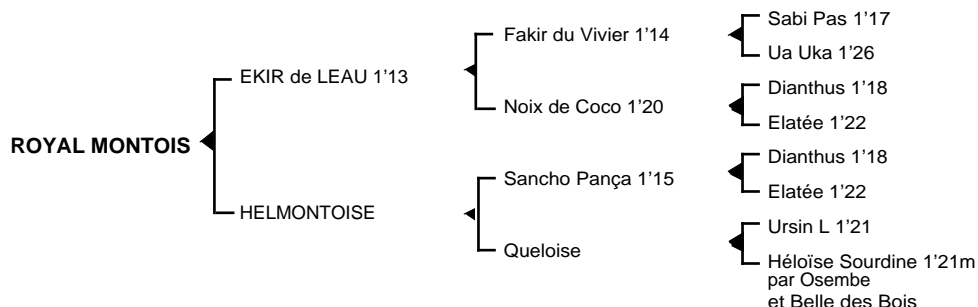 ROYAL MONTOIS
EKIR de LEAU 1’13
HELMONTOISE
Fakir du Vivier 1’14
Noix de Coco 1’20
Sancho Pança 1’15
Queloise
Sabi Pas 1’17
Ua Uka 1’26
Dianthus 1’18
Elatée 1’22
Dianthus 1’18
Elatée 1’22
Ursin L 1’21
Héloïse Sourdine 1’21m
par Osembe
et Belle des Bois